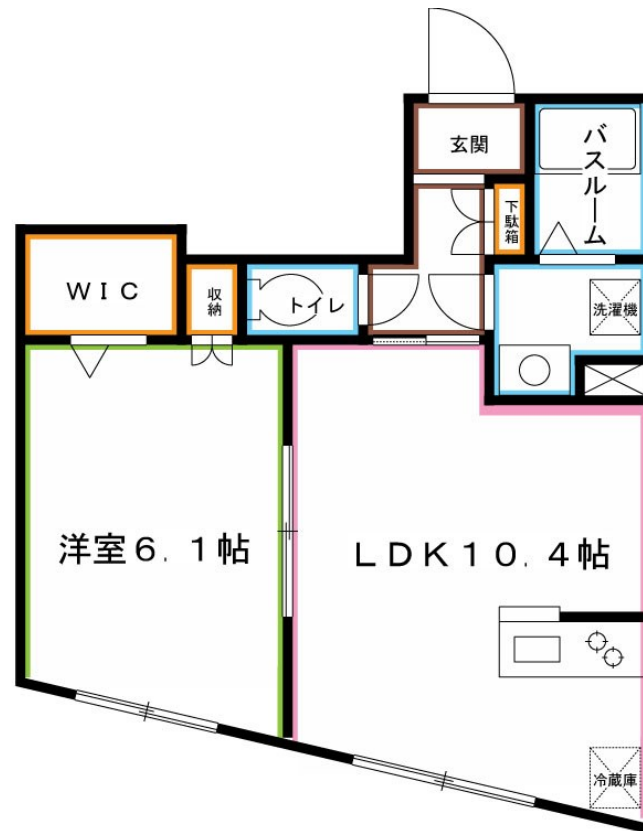 玄関
バスルーム
下駄箱
WIC
収納
トイレ
洗濯機
洋室6.1帖
LDK10.4帖
冷蔵庫